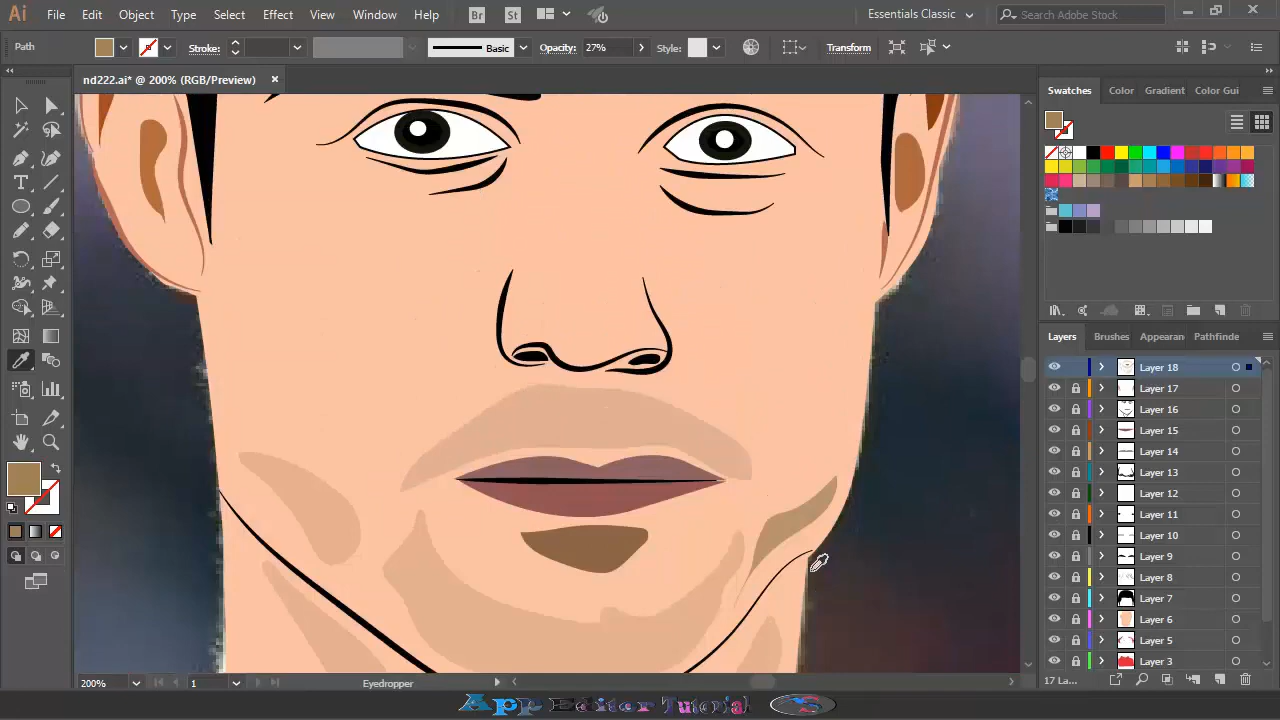 Ai File Edit Object Type Select Effect View Window Help Br St Essentials Classic Search Adobe Stock
Path Stroke: Basic Opacity: 27% Style: Transform
nd222.ai* @ 200% (RGB/Preview)
Swatches Color Gradient Color Gui
Layers Brushes Appearan Pathfinde
Layer 18
Layer 17
Layer 16
Layer 15
Layer 14
Layer 13
Layer 12
Layer 11
Layer 10
Layer 9
Layer 8
Layer 7
Layer 6
Layer 5
Layer 3
200% 1 Eyedropper 17 La...
App Editor Tutorial